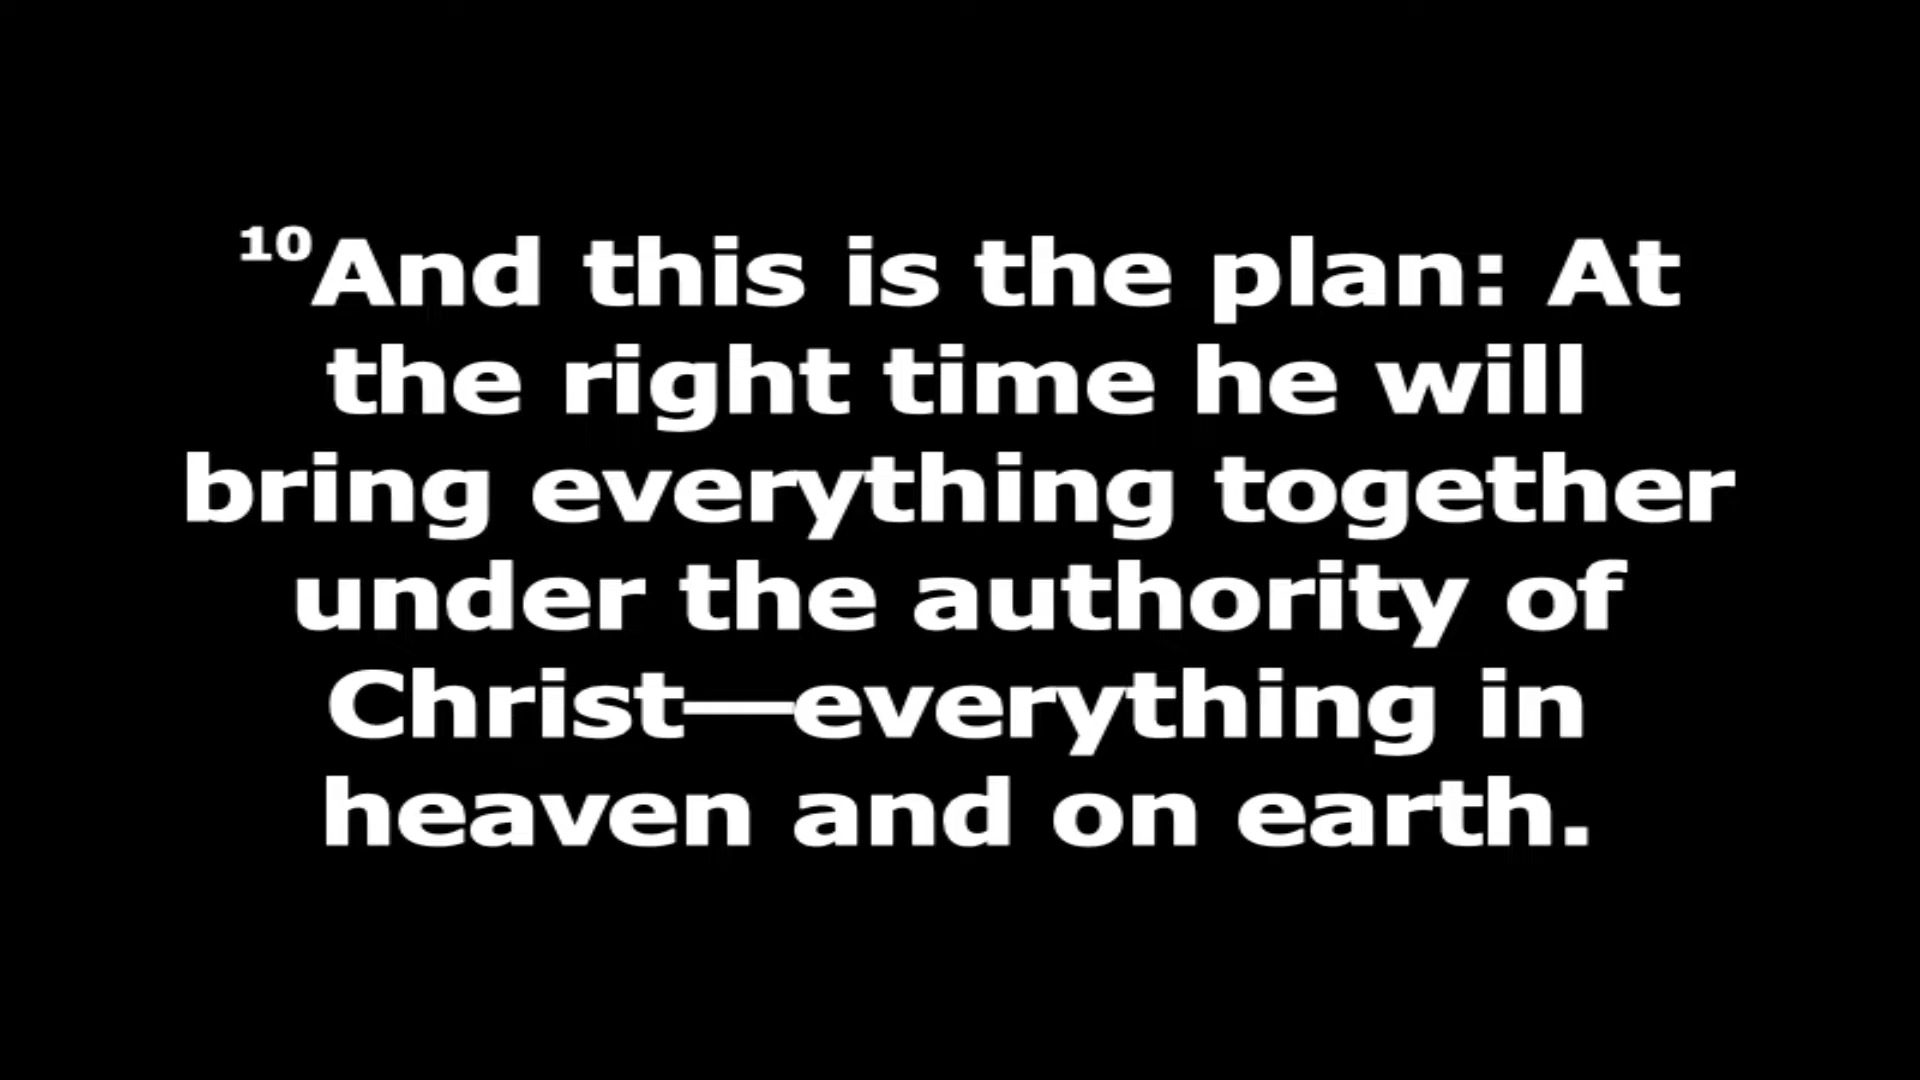 ¹⁰And this is the plan: At
the right time he will
bring everything together
under the authority of
Christ—everything in
heaven and on earth.